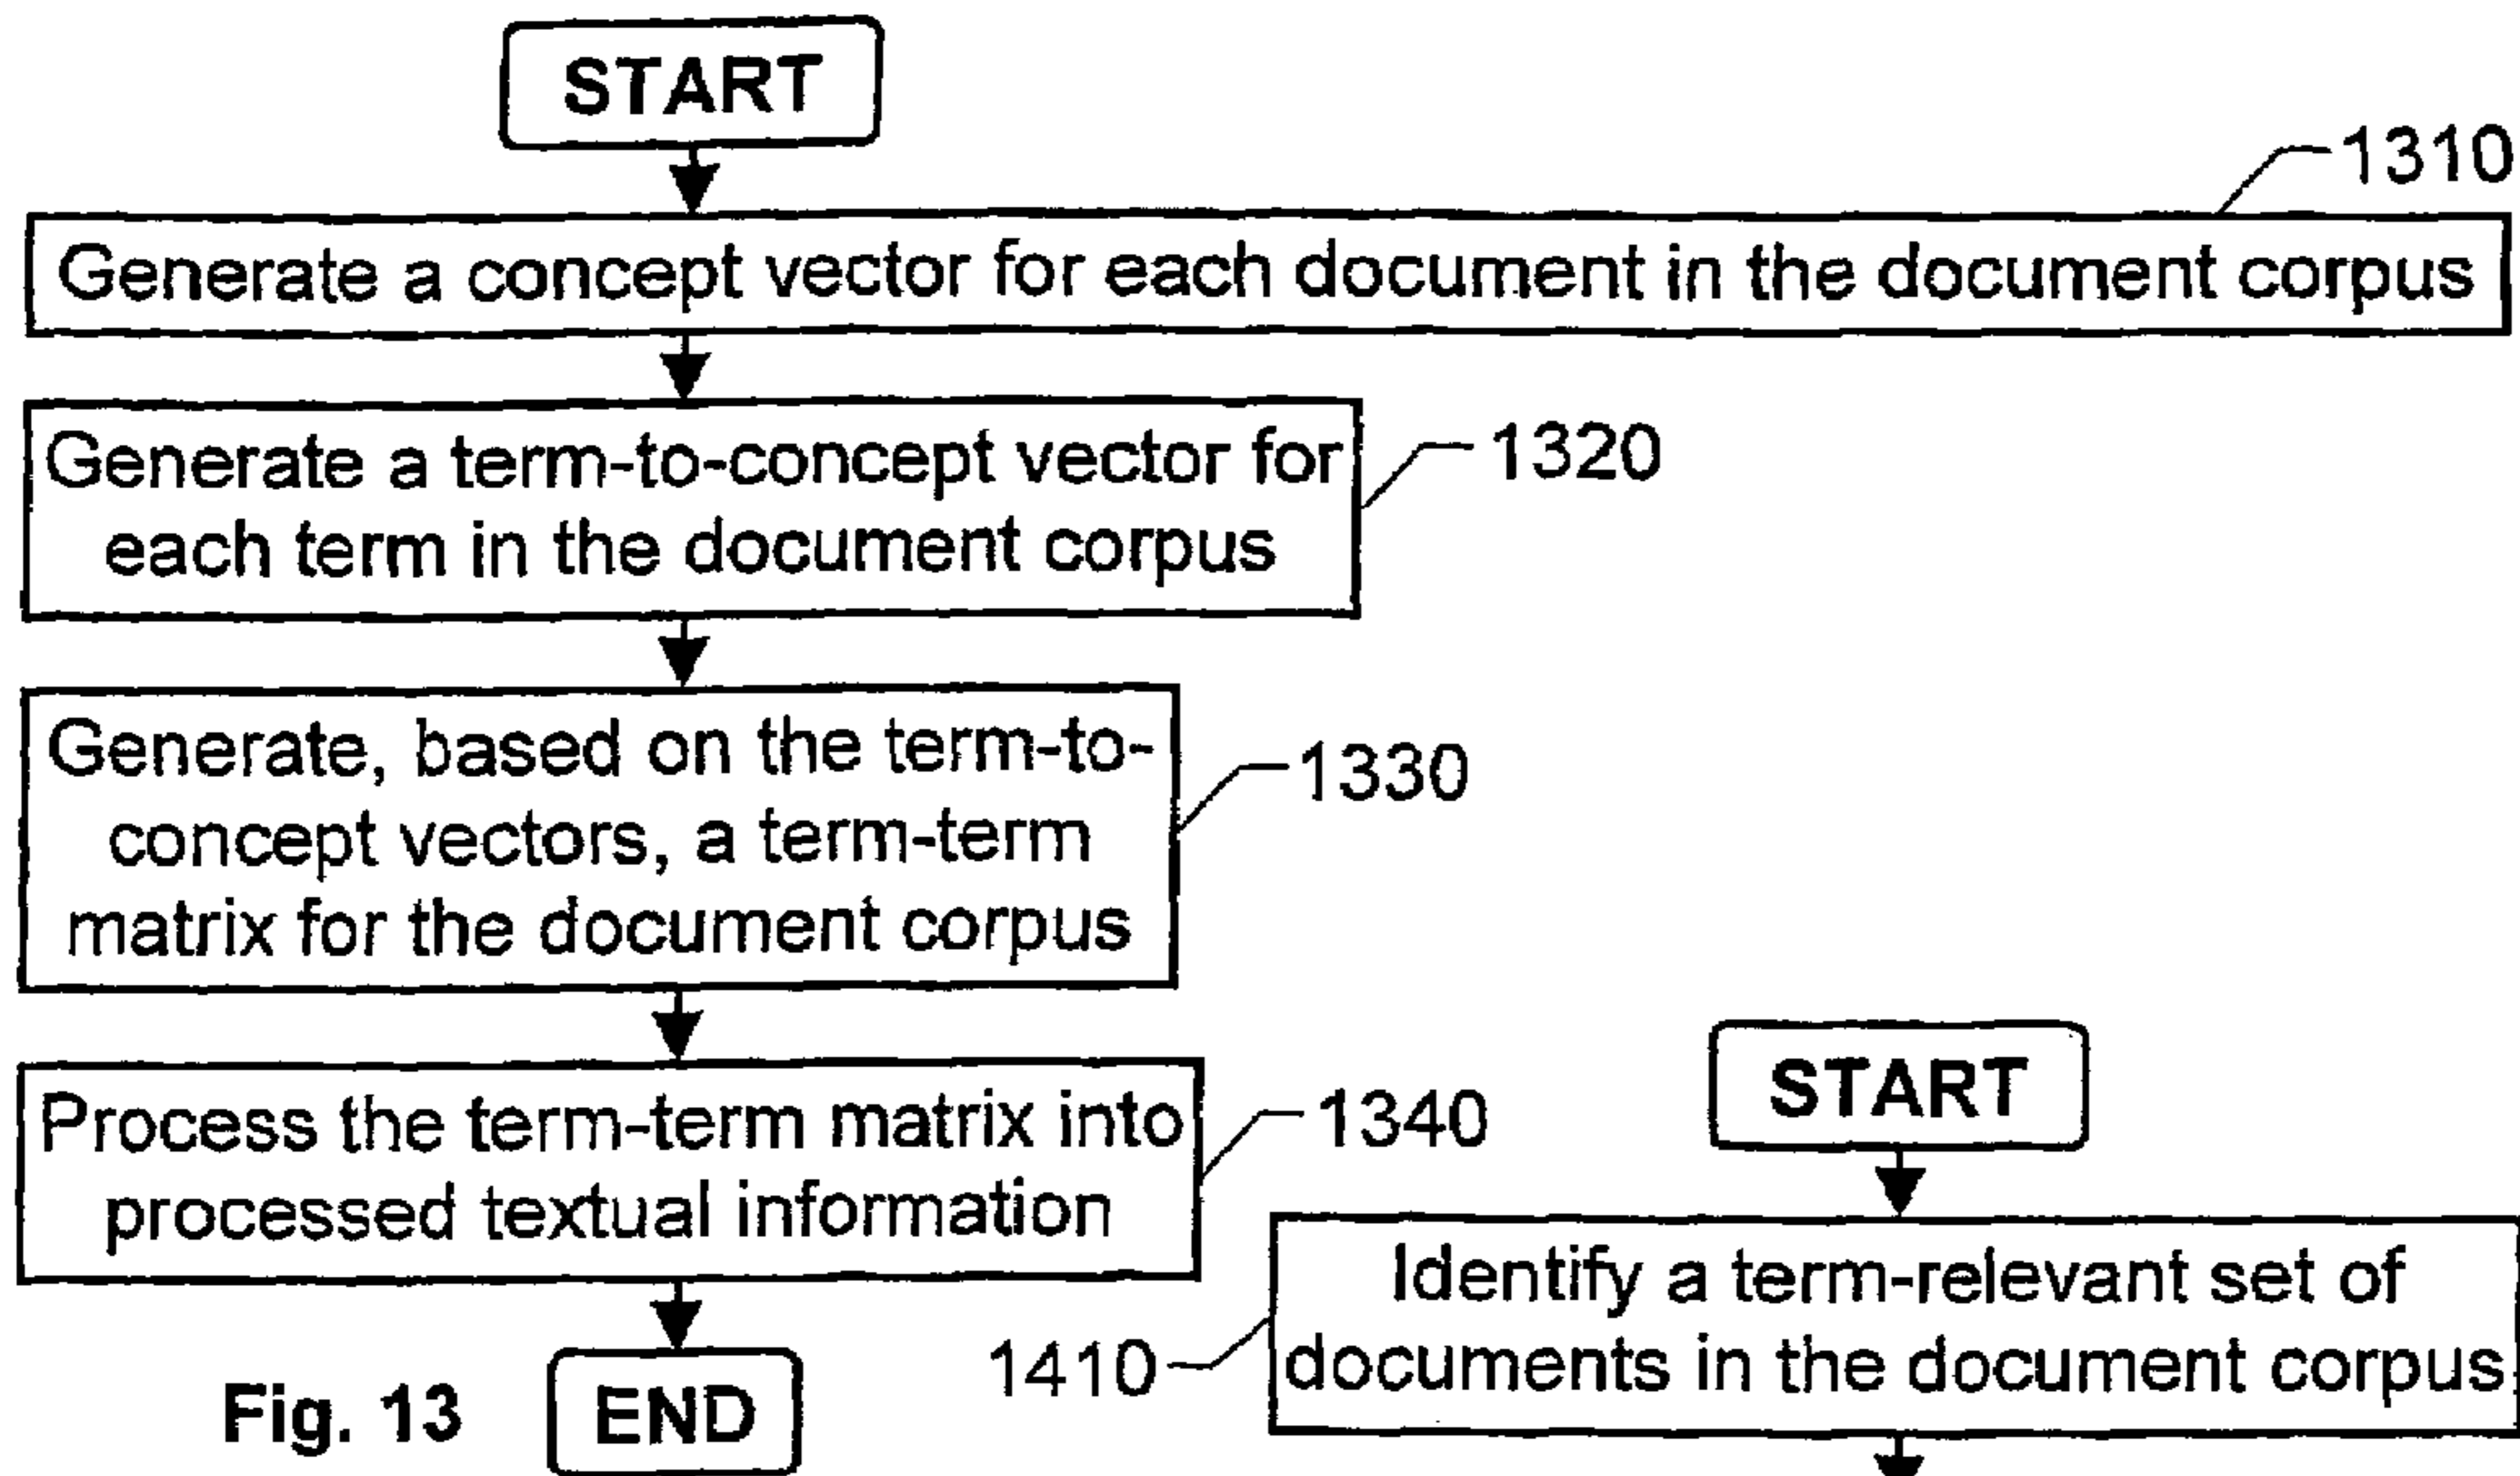 START
1310
Generate a concept vector for each document in the document corpus
Generate a term-to-concept vector for
each term in the document corpus
1320
Generate, based on the term-to-
concept vectors, a term-term
matrix for the document corpus
1330
Process the term-term matrix into
processed textual information
1340
END
Fig. 13
START
Identify a term-relevant set of
documents in the document corpus.
1410